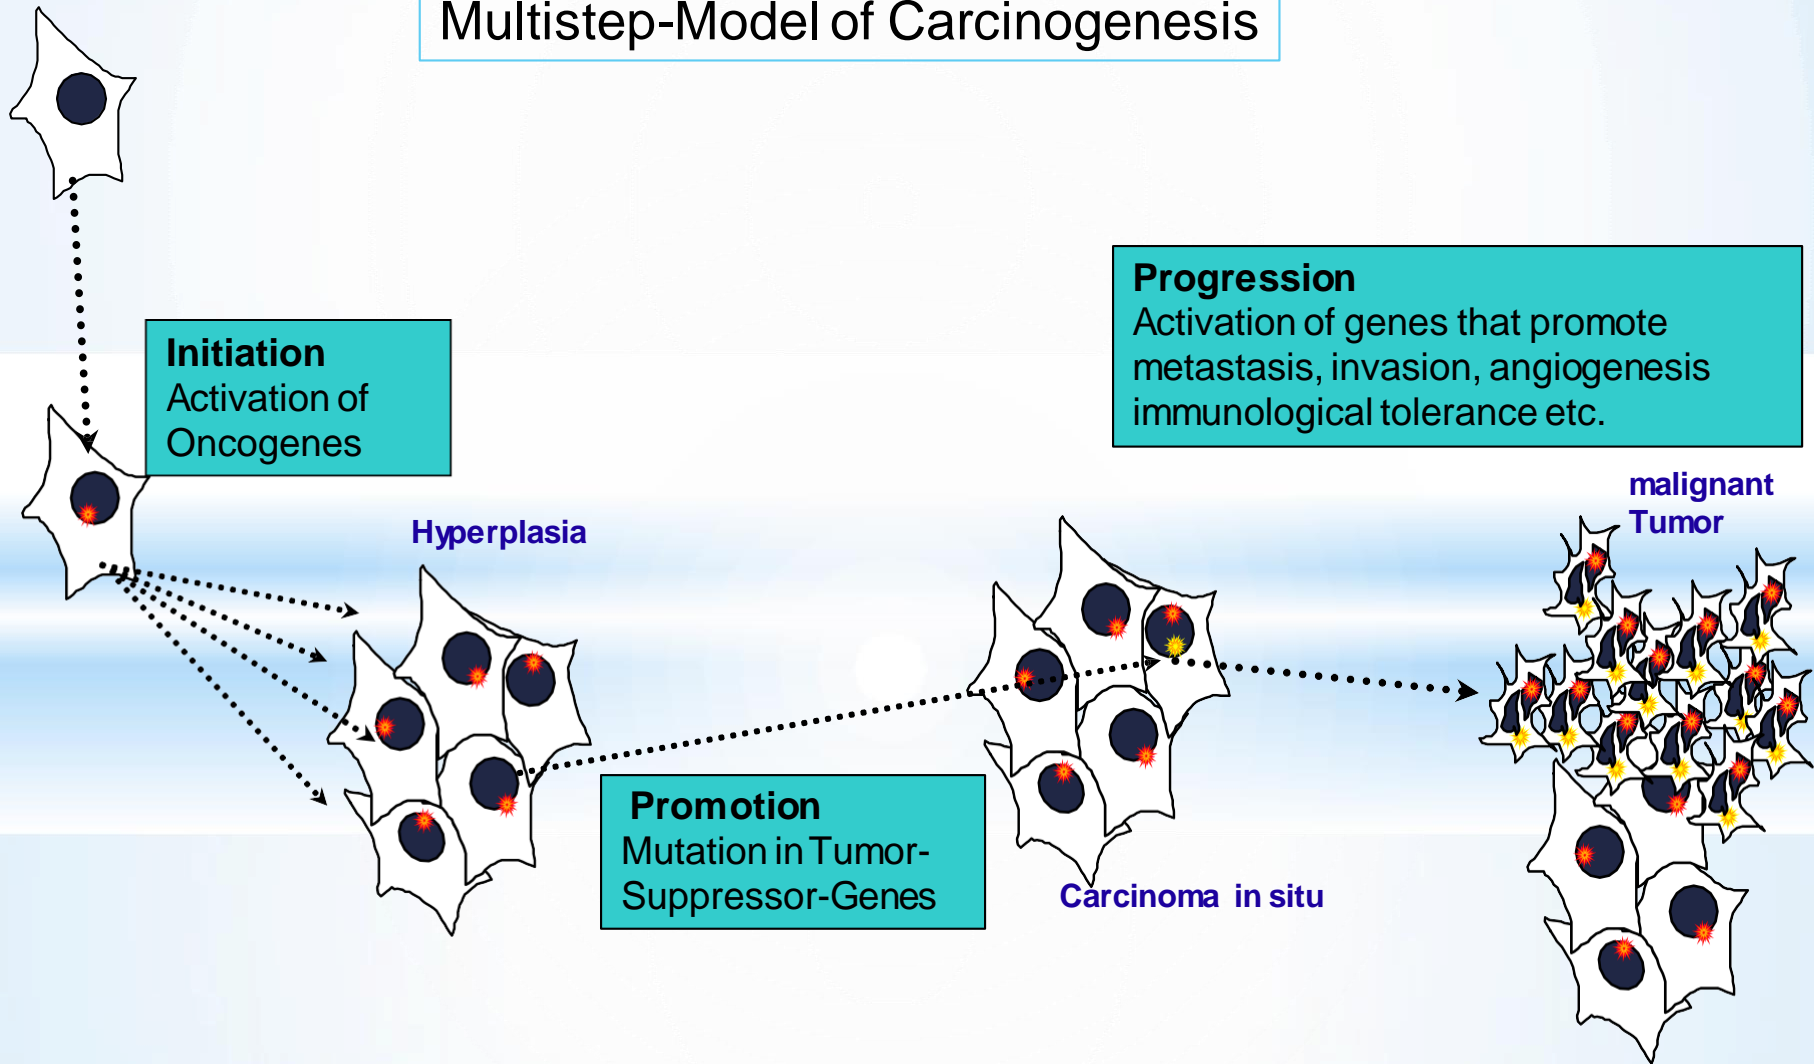 Multistep-Model of Carcinogenesis
Initiation
Activation of
Oncogenes
Hyperplasia
Promotion
Mutation in Tumor-
Suppressor-Genes
Carcinoma in situ
Progression
Activation of genes that promote
metastasis, invasion, angiogenesis
immunological tolerance etc.
malignant
Tumor